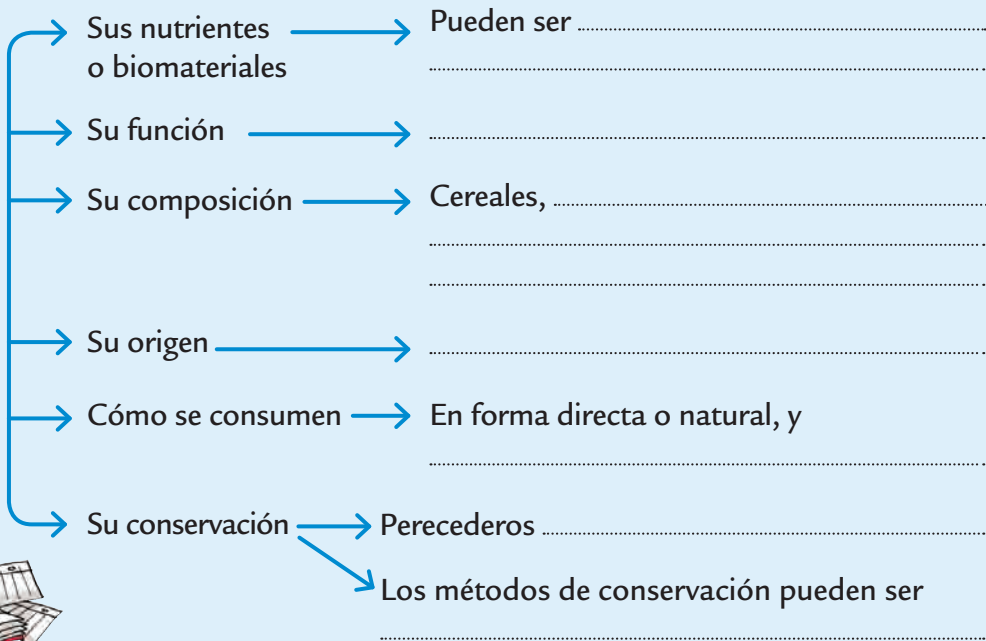 Sus nutrientes
o biomateriales
Pueden ser
Su función
Su composición
Cereales,
Su origen
Cómo se consumen
En forma directa o natural, y
Su conservación
Perecederos
Los métodos de conservación pueden ser